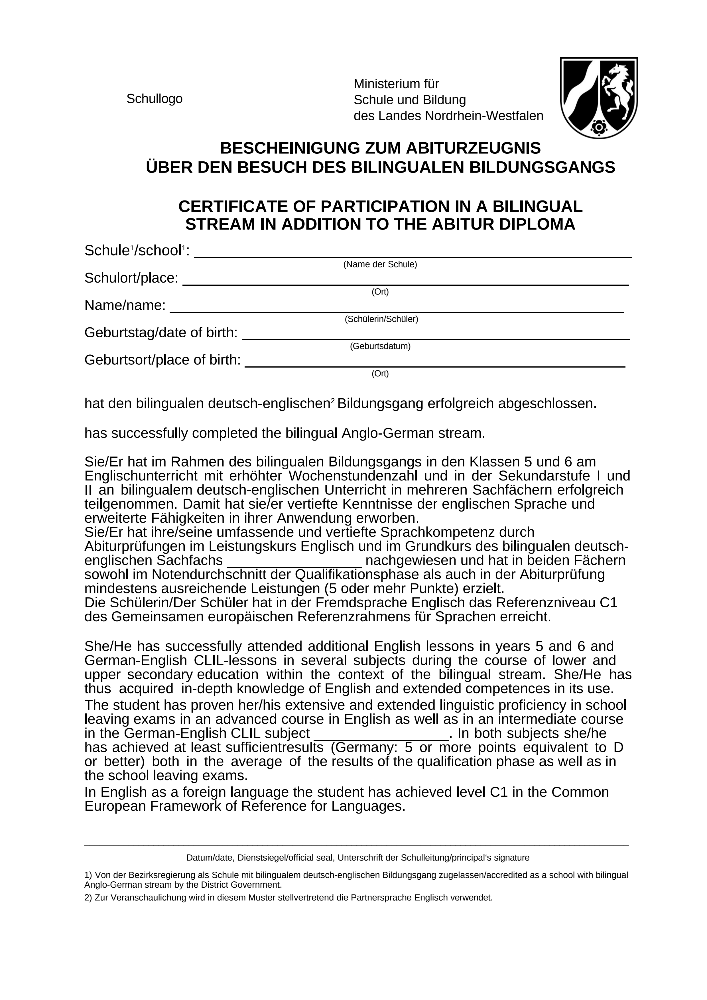 Schullogo
Ministerium für
Schule und Bildung
des Landes Nordrhein-Westfalen
BESCHEINIGUNG ZUM ABITURZEUGNIS
ÜBER DEN BESUCH DES BILINGUALEN BILDUNGSGANGS
CERTIFICATE OF PARTICIPATION IN A BILINGUAL
STREAM IN ADDITION TO THE ABITUR DIPLOMA
Schule¹/school¹: ____________________
(Name der Schule)
Schulort/place: ____________________
(Ort)
Name/name: ____________________
(Schülerin/Schüler)
Geburtstag/date of birth: ____________________
(Geburtsdatum)
Geburtsort/place of birth: ____________________
(Ort)
hat den bilingualen deutsch-englischen² Bildungsgang erfolgreich abgeschlossen.
has successfully completed the bilingual Anglo-German stream.
Sie/Er hat im Rahmen des bilingualen Bildungsgangs in den Klassen 5 und 6 am
Englischunterricht mit erhöhter Wochenstundenzahl und in der Sekundarstufe I und
II an bilingualem deutsch-englischen Unterricht in mehreren Sachfächern erfolgreich
teilgenommen. Damit hat sie/er vertiefte Kenntnisse der englischen Sprache und
erweiterte Fähigkeiten in ihrer Anwendung erworben.
Sie/Er hat ihre/seine umfassende und vertiefte Sprachkompetenz durch
Abiturprüfungen im Leistungskurs Englisch und im Grundkurs des bilingualen deutsch-
englischen Sachfachs _________________ nachgewiesen und hat in beiden Fächern
sowohl im Notendurchschnitt der Qualifikationsphase als auch in der Abiturprüfung
mindestens ausreichende Leistungen (5 oder mehr Punkte) erzielt.
Die Schülerin/Der Schüler hat in der Fremdsprache Englisch das Referenzniveau C1
des Gemeinsamen europäischen Referenzrahmens für Sprachen erreicht.
She/He has successfully attended additional English lessons in years 5 and 6 and
German-English CLIL-lessons in several subjects during the course of lower and
upper secondary education within the context of the bilingual stream. She/He has
thus acquired in-depth knowledge of English and extended competences in its use.
The student has proven her/his extensive and extended linguistic proficiency in school
leaving exams in an advanced course in English as well as in an intermediate course
in the German-English CLIL subject _________________. In both subjects she/he
has achieved at least sufficientresults (Germany: 5 or more points equivalent to D
or better) both in the average of the results of the qualification phase as well as in
the school leaving exams.
In English as a foreign language the student has achieved level C1 in the Common
European Framework of Reference for Languages.
____________________
Datum/date, Dienstsiegel/official seal, Unterschrift der Schulleitung/principal‘s signature
1) Von der Bezirksregierung als Schule mit bilingualem deutsch-englischen Bildungsgang zugelassen/accredited as a school with bilingual
Anglo-German stream by the District Government.
2) Zur Veranschaulichung wird in diesem Muster stellvertretend die Partnersprache Englisch verwendet.